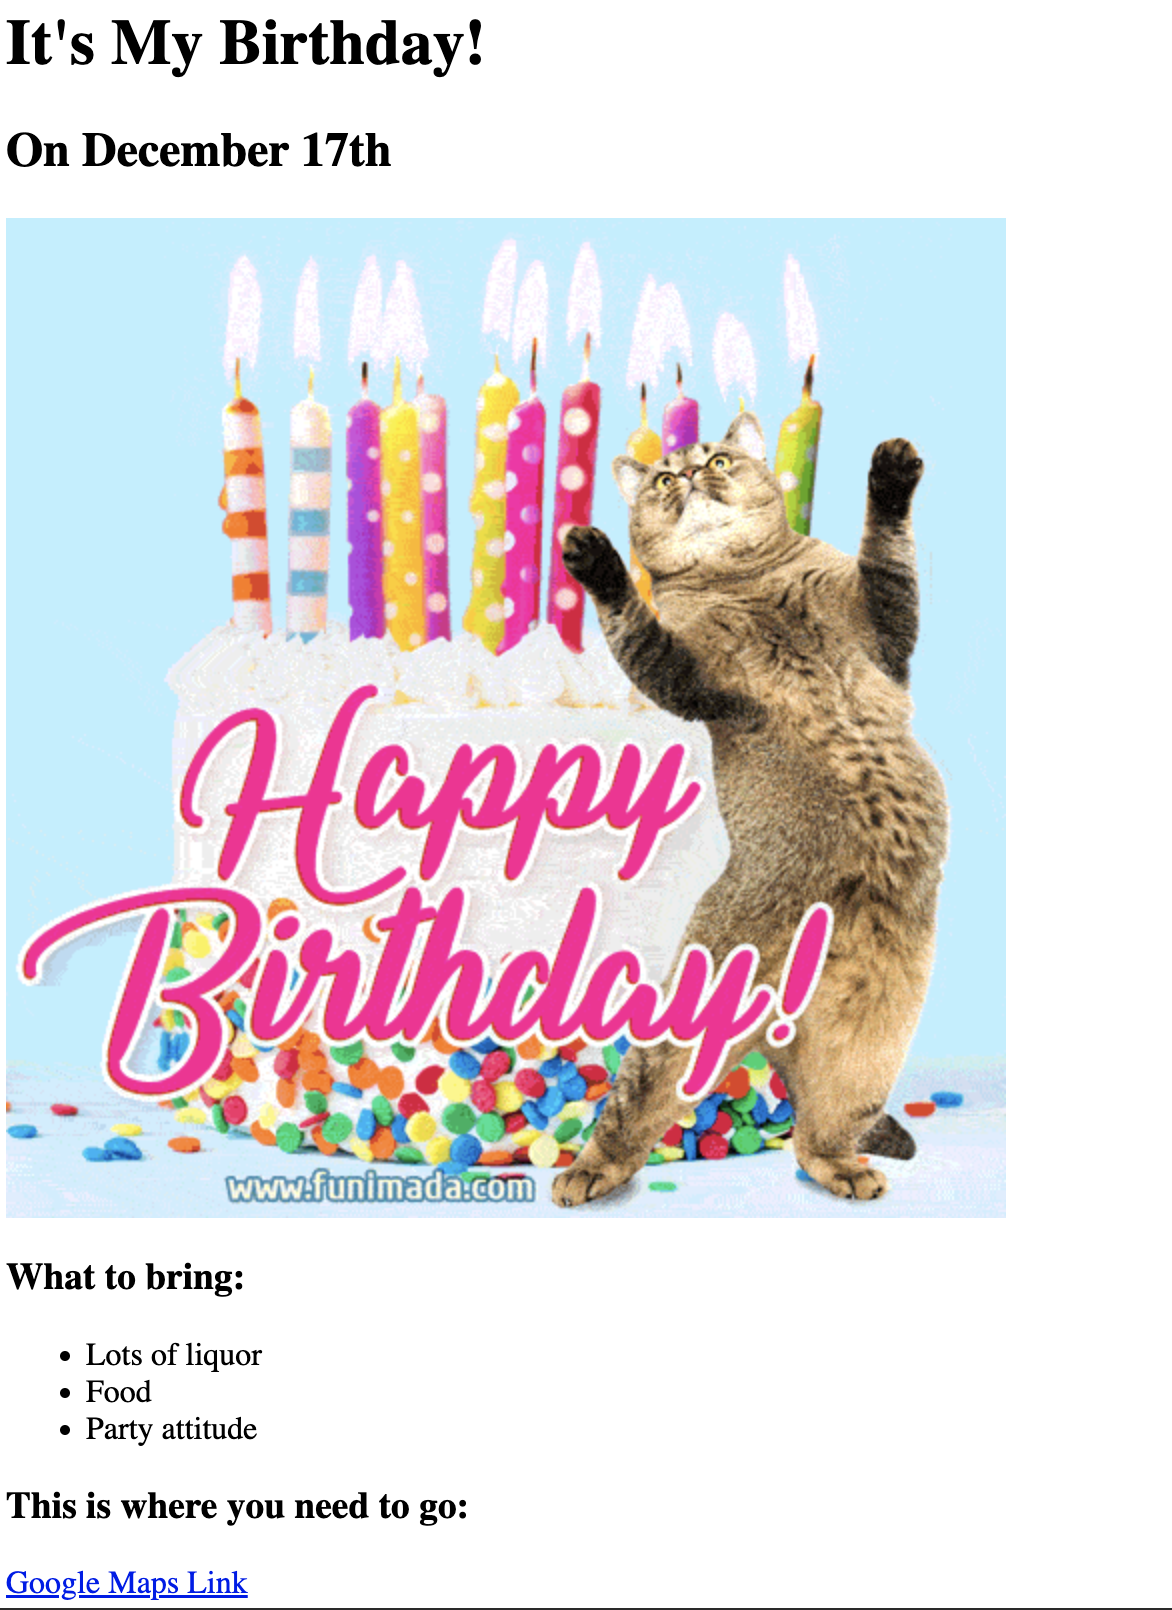 It's My Birthday!
On December 17th
Happy
Birthday!
www.funimada.com
What to bring:
• Lots of liquor
• Food
• Party attitude
This is where you need to go:
Google Maps Link